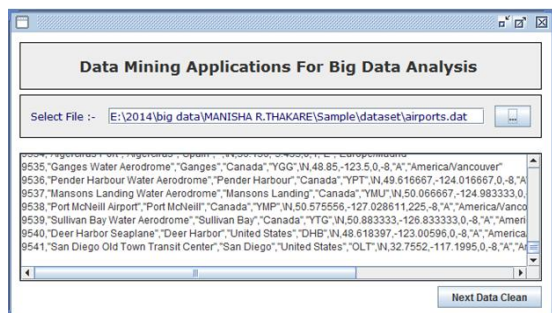 Data Mining Applications For Big Data Analysis
Select File :- E:\2014\big data\MANISHA R.THAKARE\Sample\dataset\airports.dat ...
9535,"Ganges Water Aerodrome","Ganges","Canada","YGG",\N,48.85,-123.5,0,-8,"A","America/Vancouver"
9536,"Pender Harbour Water Aerodrome","Pender Harbour","Canada","YPT",\N,49.616667,-124.016667,0,-8,"A
9537,"Mansons Landing Water Aerodrome","Mansons Landing","Canada","YMU",\N,50.066667,-124.983333,0,
9538,"Port McNeill Airport","Port McNeill","Canada","YMP",\N,50.575556,-127.028611,225,-8,"A","America/Vanco
9539,"Sullivan Bay Water Aerodrome","Sullivan Bay","Canada","YTG",\N,50.883333,-126.833333,0,-8,"A","Ameri
9540,"Deer Harbor Seaplane","Deer Harbor","United States","DHB",\N,48.618397,-123.00596,0,-8,"A","America
9541,"San Diego Old Town Transit Center","San Diego","United States","OLT",\N,32.7552,-117.1995,0,-8,"A","A
Next Data Clean